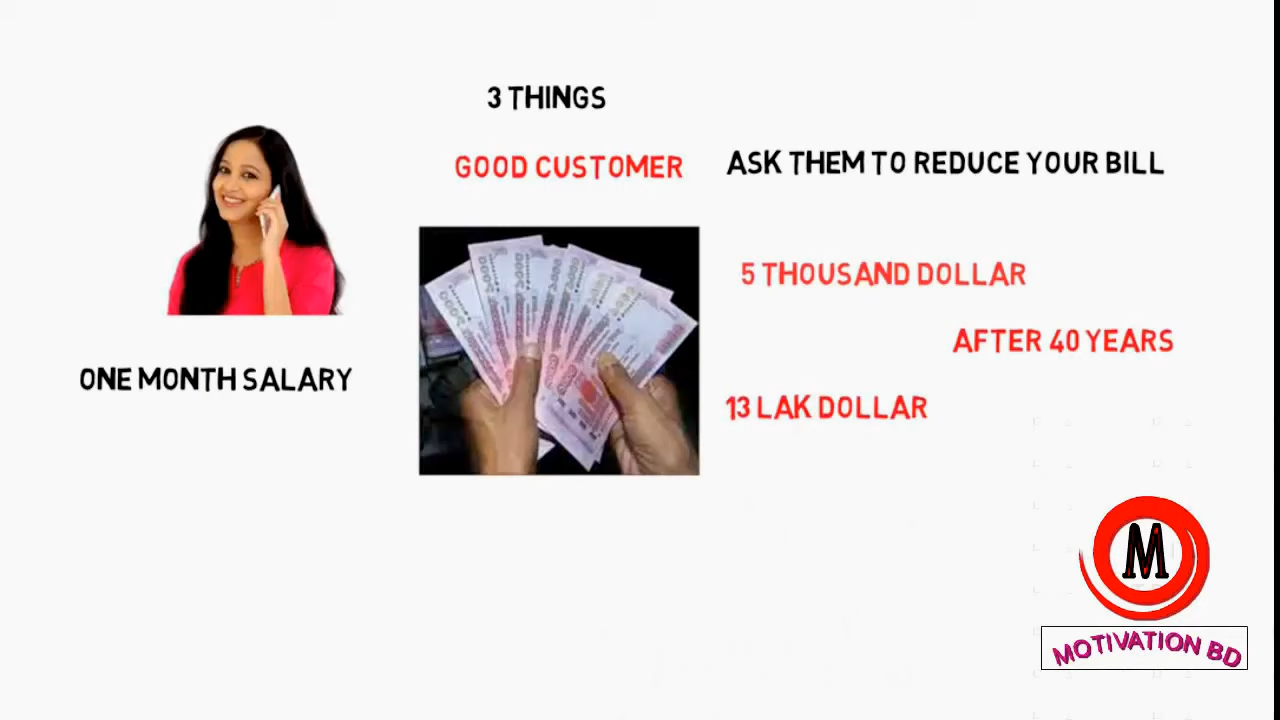 3 THINGS
GOOD CUSTOMER
ASK THEM TO REDUCE YOUR BILL
5 THOUSAND DOLLAR
AFTER 40 YEARS
ONE MONTH SALARY
13 LAK DOLLAR
M
MOTIVATION BD